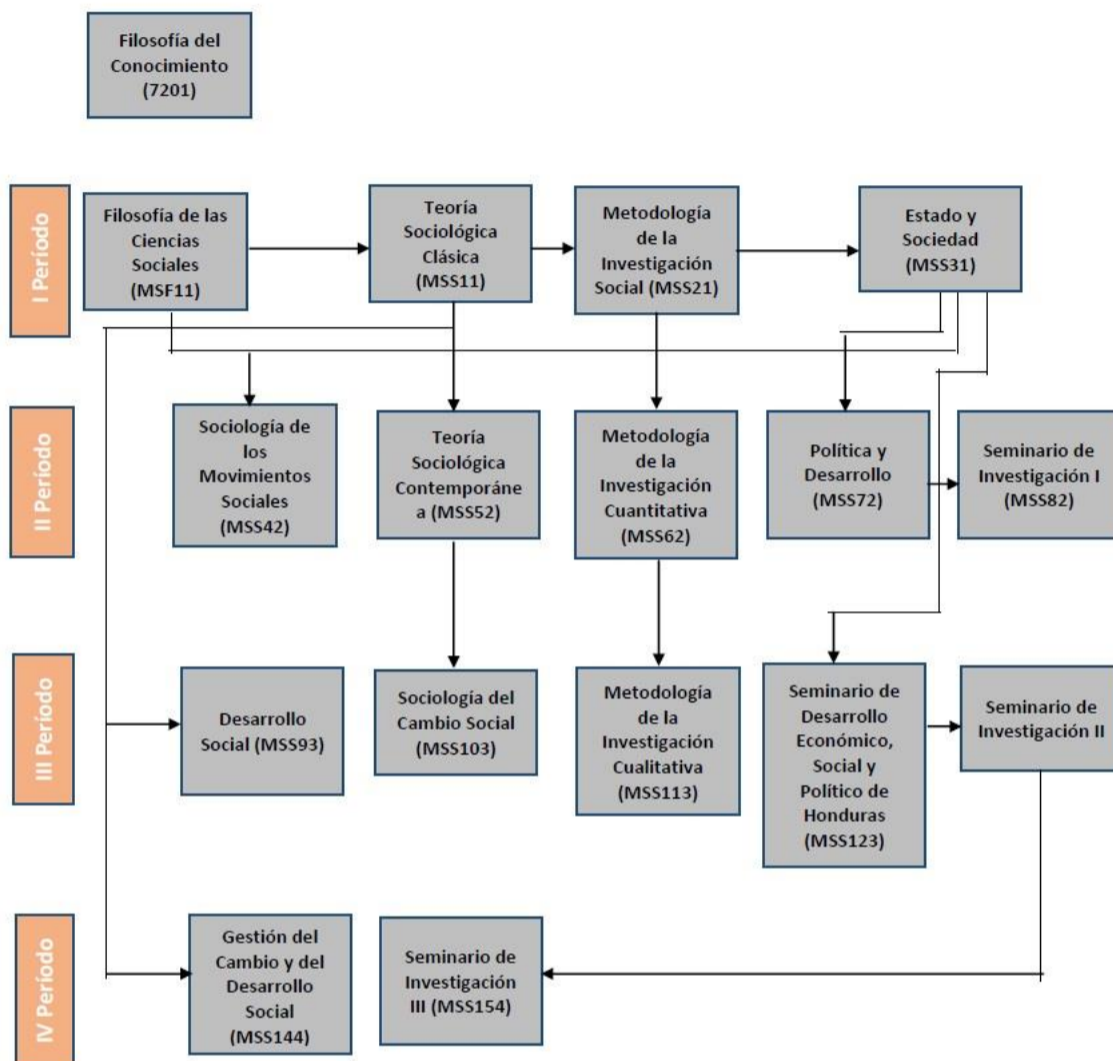 Filosofía del
Conocimiento
(7201)
I Período
Filosofía de las
Ciencias
Sociales
(MSF11)
Teoría
Sociológica
Clásica
(MSS11)
Metodología
de la
Investigación
Social (MSS21)
Estado y
Sociedad
(MSS31)
II Período
Sociología de
los
Movimientos
Sociales
(MSS42)
Teoría
Sociológica
Contemporáne
a (MSS52)
Metodología
de la
Investigación
Cuantitativa
(MSS62)
Política y
Desarrollo
(MSS72)
Seminario de
Investigación I
(MSS82)
III Período
Desarrollo
Social (MSS93)
Sociología del
Cambio Social
(MSS103)
Metodología
de la
Investigación
Cualitativa
(MSS113)
Seminario de
Desarrollo
Económico,
Social y
Político de
Honduras
(MSS123)
Seminario de
Investigación II
IV Período
Gestión del
Cambio y del
Desarrollo
Social
(MSS144)
Seminario de
Investigación
III (MSS154)